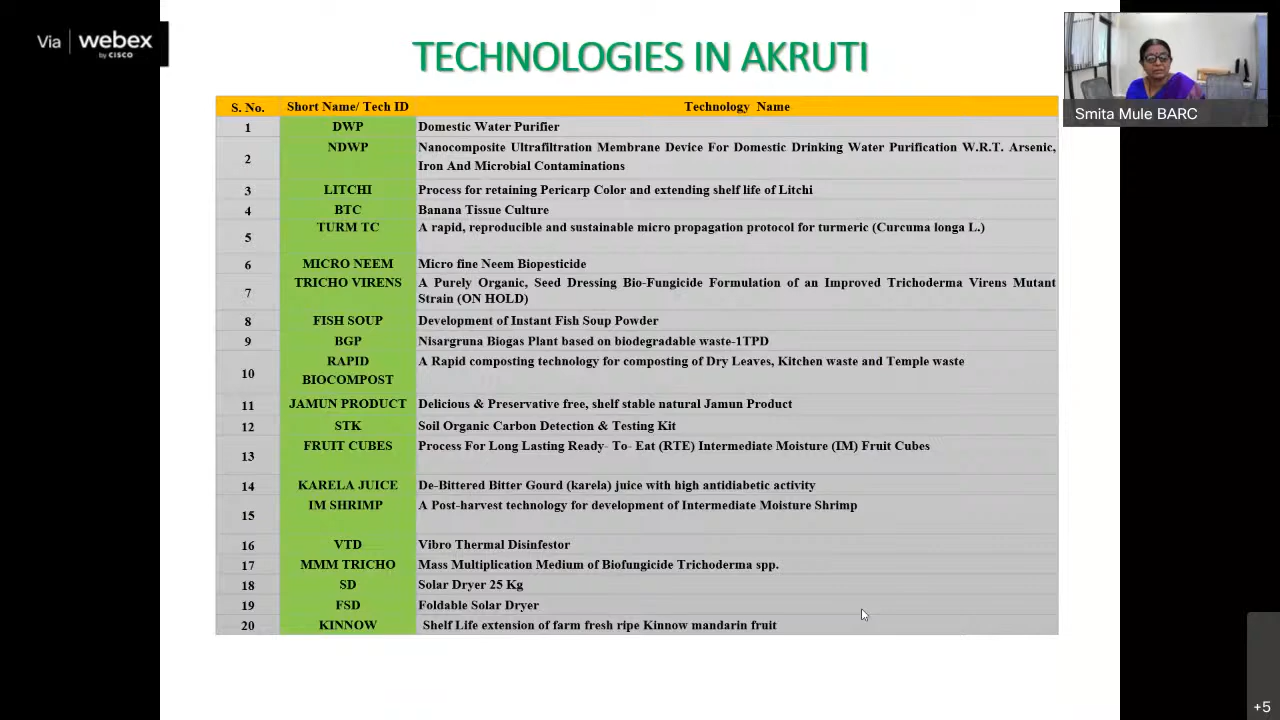 Via webex
by CISCO
TECHNOLOGIES IN AKRUTI
Smita Mule BARC
S. No. Short Name/ Tech ID Technology Name
1 DWP Domestic Water Purifier
2 NDWP Nanocomposite Ultrafiltration Membrane Device For Domestic Drinking Water Purification W.R.T. Arsenic,
Iron And Microbial Contaminations
3 LITCHI Process for retaining Pericarp Color and extending shelf life of Litchi
4 BTC Banana Tissue Culture
5 TURM TC A rapid, reproducible and sustainable micro propagation protocol for turmeric (Curcuma longa L.)
6 MICRO NEEM Micro fine Neem Biopesticide
7 TRICHO VIRENS A Purely Organic, Seed Dressing Bio-Fungicide Formulation of an Improved Trichoderma Virens Mutant
Strain (ON HOLD)
8 FISH SOUP Development of Instant Fish Soup Powder
9 BGP Nisargruna Biogas Plant based on biodegradable waste-1TPD
10 RAPID A Rapid composting technology for composting of Dry Leaves, Kitchen waste and Temple waste
BIOCOMPOST
11 JAMUN PRODUCT Delicious & Preservative free, shelf stable natural Jamun Product
12 STK Soil Organic Carbon Detection & Testing Kit
13 FRUIT CUBES Process For Long Lasting Ready- To- Eat (RTE) Intermediate Moisture (IM) Fruit Cubes
14 KARELA JUICE De-Bittered Bitter Gourd (karela) juice with high antidiabetic activity
15 IM SHRIMP A Post-harvest technology for development of Intermediate Moisture Shrimp
16 VTD Vibro Thermal Disinfestor
17 MMM TRICHO Mass Multiplication Medium of Biofungicide Trichoderma spp.
18 SD Solar Dryer 25 Kg
19 FSD Foldable Solar Dryer
20 KINNOW Shelf Life extension of farm fresh ripe Kinnow mandarin fruit
+5